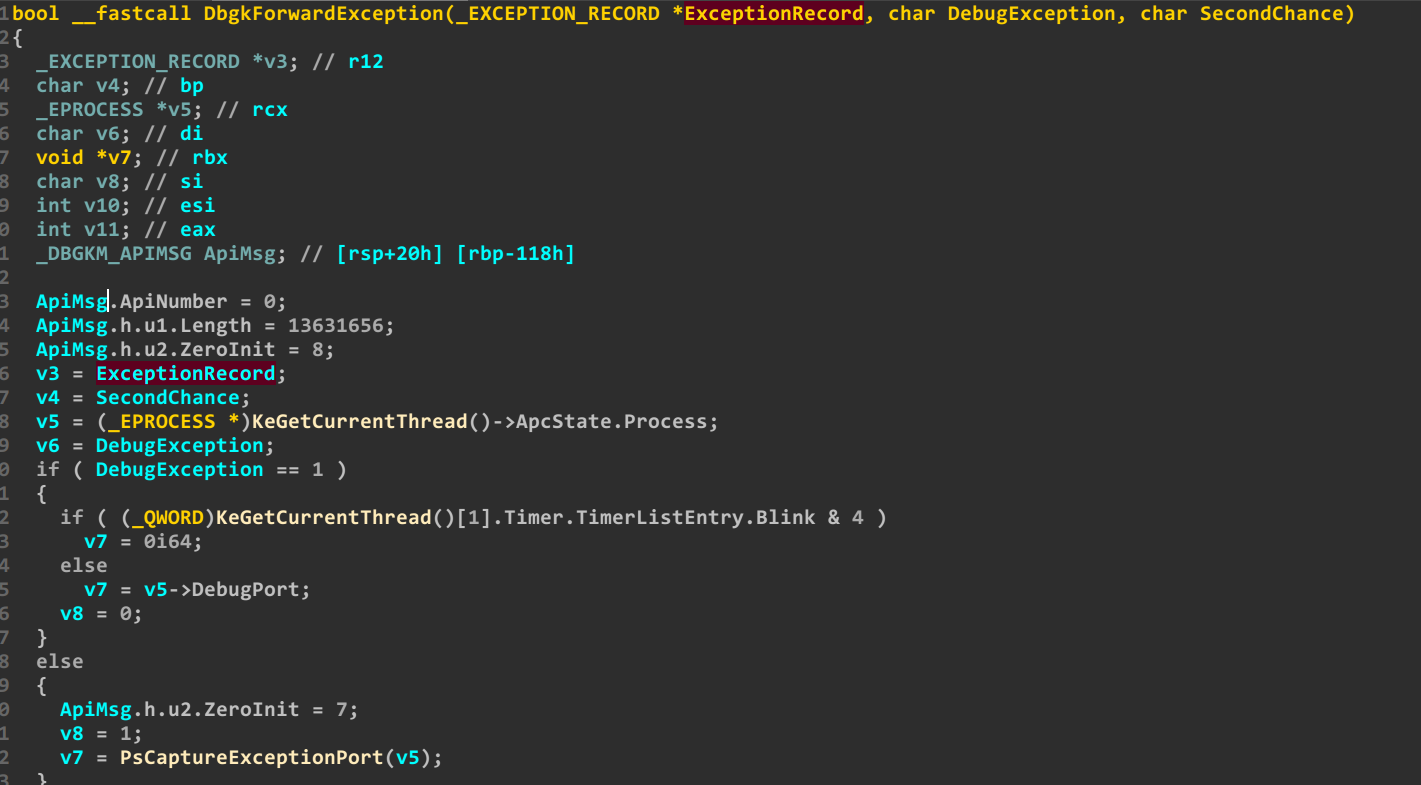 1bool __fastcall DbgkForwardException(_EXCEPTION_RECORD *ExceptionRecord, char DebugException, char SecondChance)
2{
3  _EXCEPTION_RECORD *v3; // r12
4  char v4; // bp
5  _EPROCESS *v5; // rcx
6  char v6; // di
7  void *v7; // rbx
8  char v8; // si
9  int v10; // esi
0  int v11; // eax
1  _DBGKM_APIMSG ApiMsg; // [rsp+20h] [rbp-118h]
2
3  ApiMsg.ApiNumber = 0;
4  ApiMsg.h.u1.Length = 13631656;
5  ApiMsg.h.u2.ZeroInit = 8;
6  v3 = ExceptionRecord;
7  v4 = SecondChance;
8  v5 = (_EPROCESS *)KeGetCurrentThread()->ApcState.Process;
9  v6 = DebugException;
0  if ( DebugException == 1 )
1  {
2    if ( (_QWORD)KeGetCurrentThread()[1].Timer.TimerListEntry.Blink & 4 )
3      v7 = 0i64;
4    else
5      v7 = v5->DebugPort;
6    v8 = 0;
7  }
8  else
9  {
0    ApiMsg.h.u2.ZeroInit = 7;
1    v8 = 1;
2    v7 = PsCaptureExceptionPort(v5);
3  }